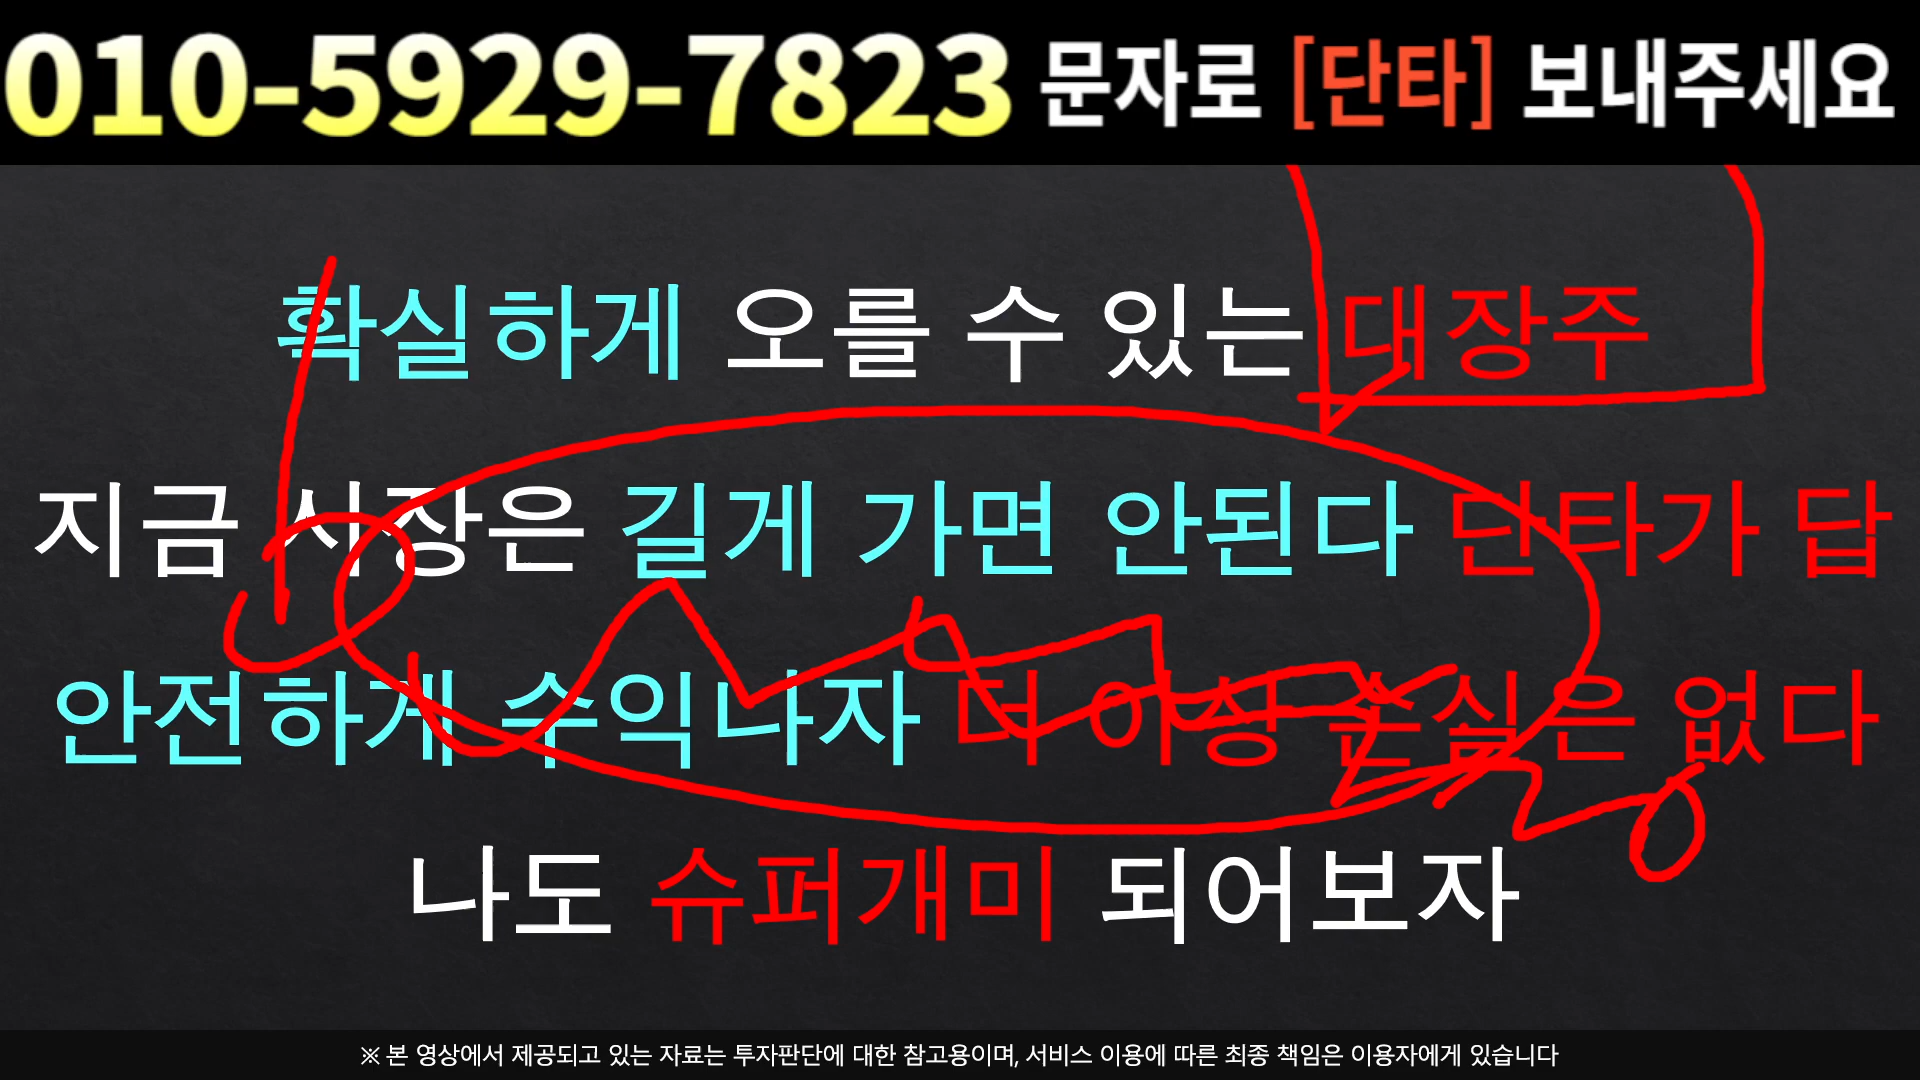 010-5929-7823 문자로 [단타] 보내주세요
확실하게 오를 수 있는 대장주
지금 시장은 길게 가면 안된다 단타가 답
안전하게 수익나자 더 이상 손실은 없다
나도 슈퍼개미 되어보자
※ 본 영상에서 제공되고 있는 자료는 투자판단에 대한 참고용이며, 서비스 이용에 따른 최종 책임은 이용자에게 있습니다